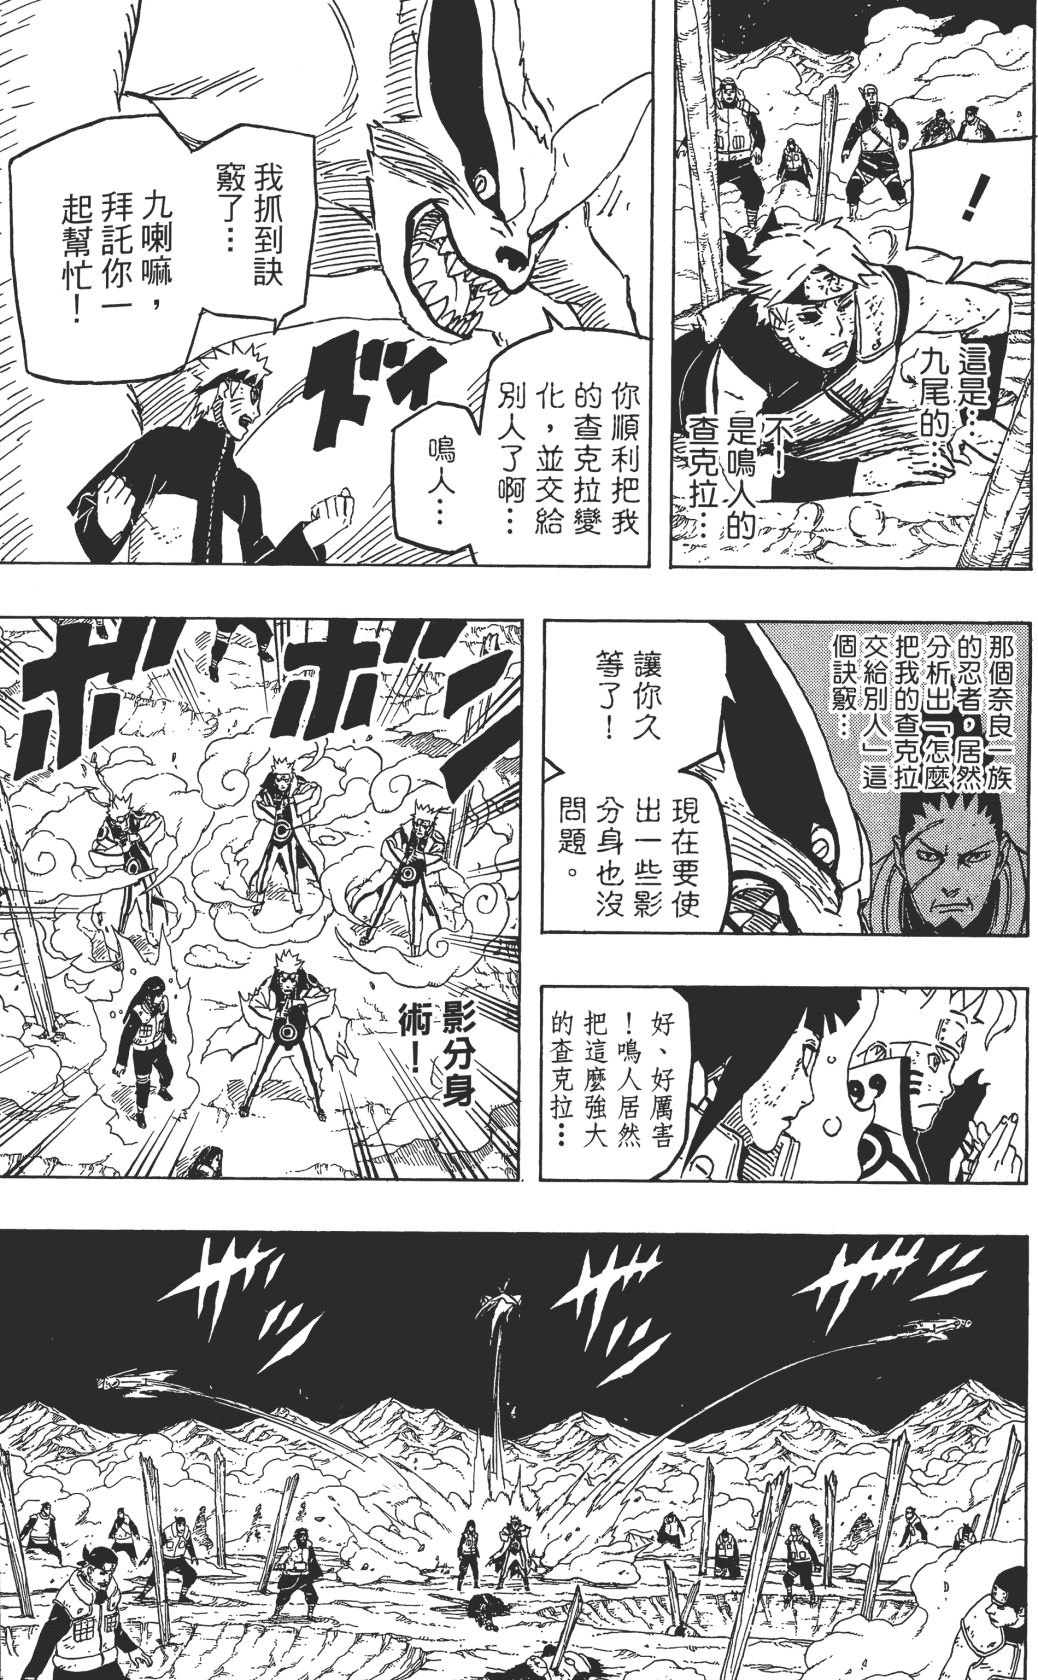 ！
這是…
九尾的…
不！
是鳴人的
查克拉…
你順利把我
的查克拉變
化，並交給
別人了啊…
鳴人…
ドドイ
我抓到訣
竅了…
九喇嘛，
拜託你一
起幫忙！
那個奈良一族
的忍者，居然
分析出「怎麼
把我的查克拉
交給別人」這
個訣竅…
讓你久
等了！
現在要使
出一些影
分身也沒
問題。
好、好厲害
！鳴人居然
把這麼強大
的查克拉…
影分身
術！
ボボン
ザッ
ザッ
ザッ